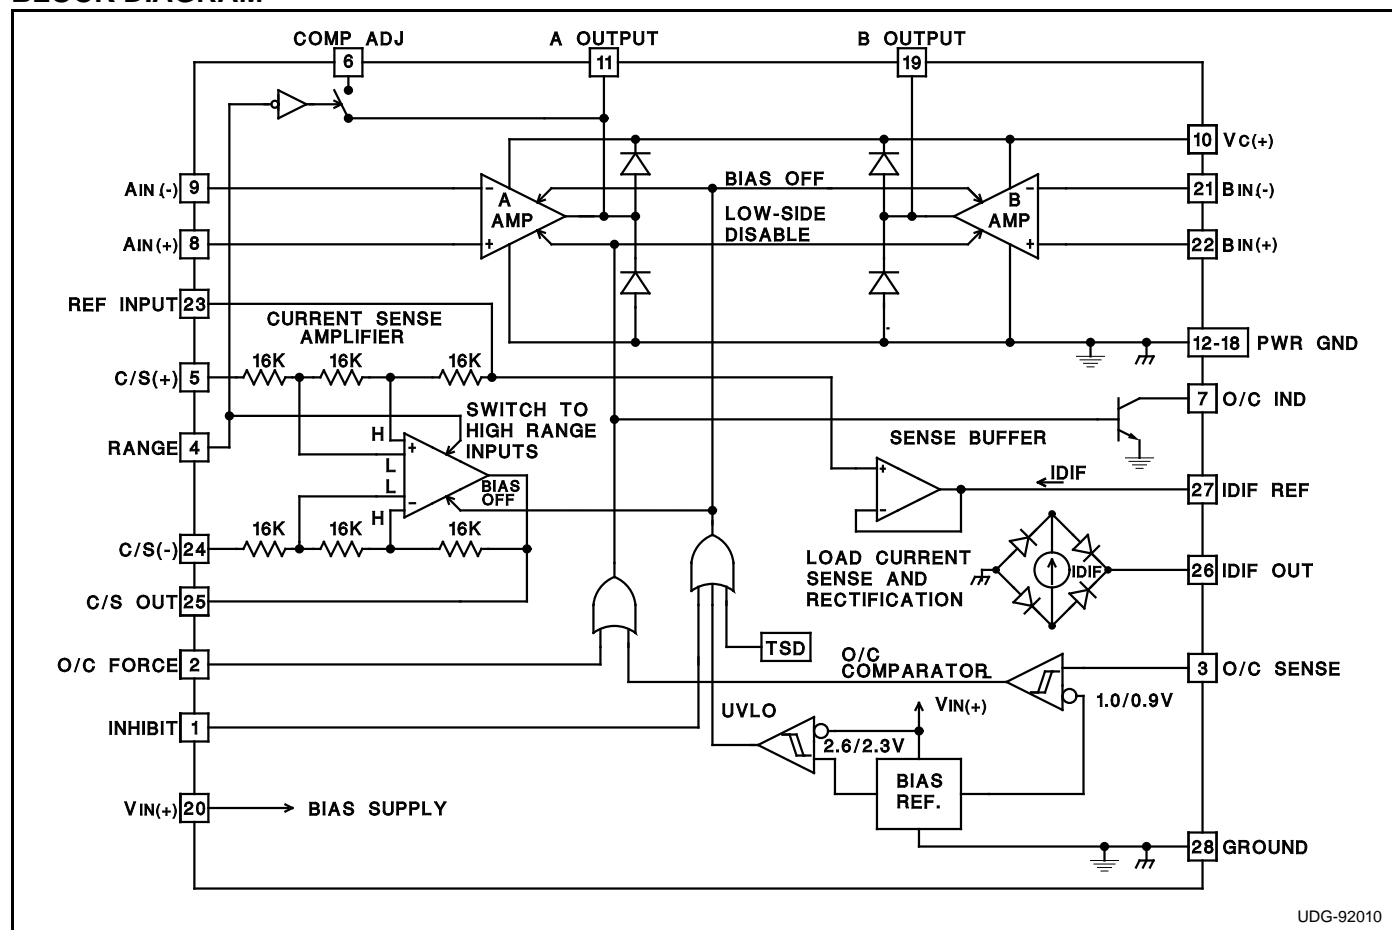 BLOCK DIAGRAM
COMP ADJ
6
A OUTPUT
11
B OUTPUT
19
10 VC(+)
AIN(-) 9
A
AMP
-
+
BIAS OFF
LOW-SIDE
DISABLE
B
AMP
-
+
21 BIN(-)
AIN(+) 8
22 BIN(+)
REF INPUT 23
CURRENT SENSE
AMPLIFIER
12-18 PWR GND
C/S(+) 5
16K
16K
16K
7 O/C IND
RANGE 4
SWITCH TO
HIGH RANGE
INPUTS
H
L
L
H
+
-
BIAS
OFF
SENSE BUFFER
+
-
IDIF
27 IDIF REF
C/S(-) 24
16K
16K
16K
LOAD CURRENT
SENSE AND
RECTIFICATION
IDIF
26 IDIF OUT
C/S OUT 25
O/C FORCE 2
TSD
O/C
COMPARATOR
3 O/C SENSE
1.0/0.9V
INHIBIT 1
UVLO
VIN(+)
2.6/2.3V
BIAS
REF.
VIN(+) 20
BIAS SUPPLY
28 GROUND
UDG-92010